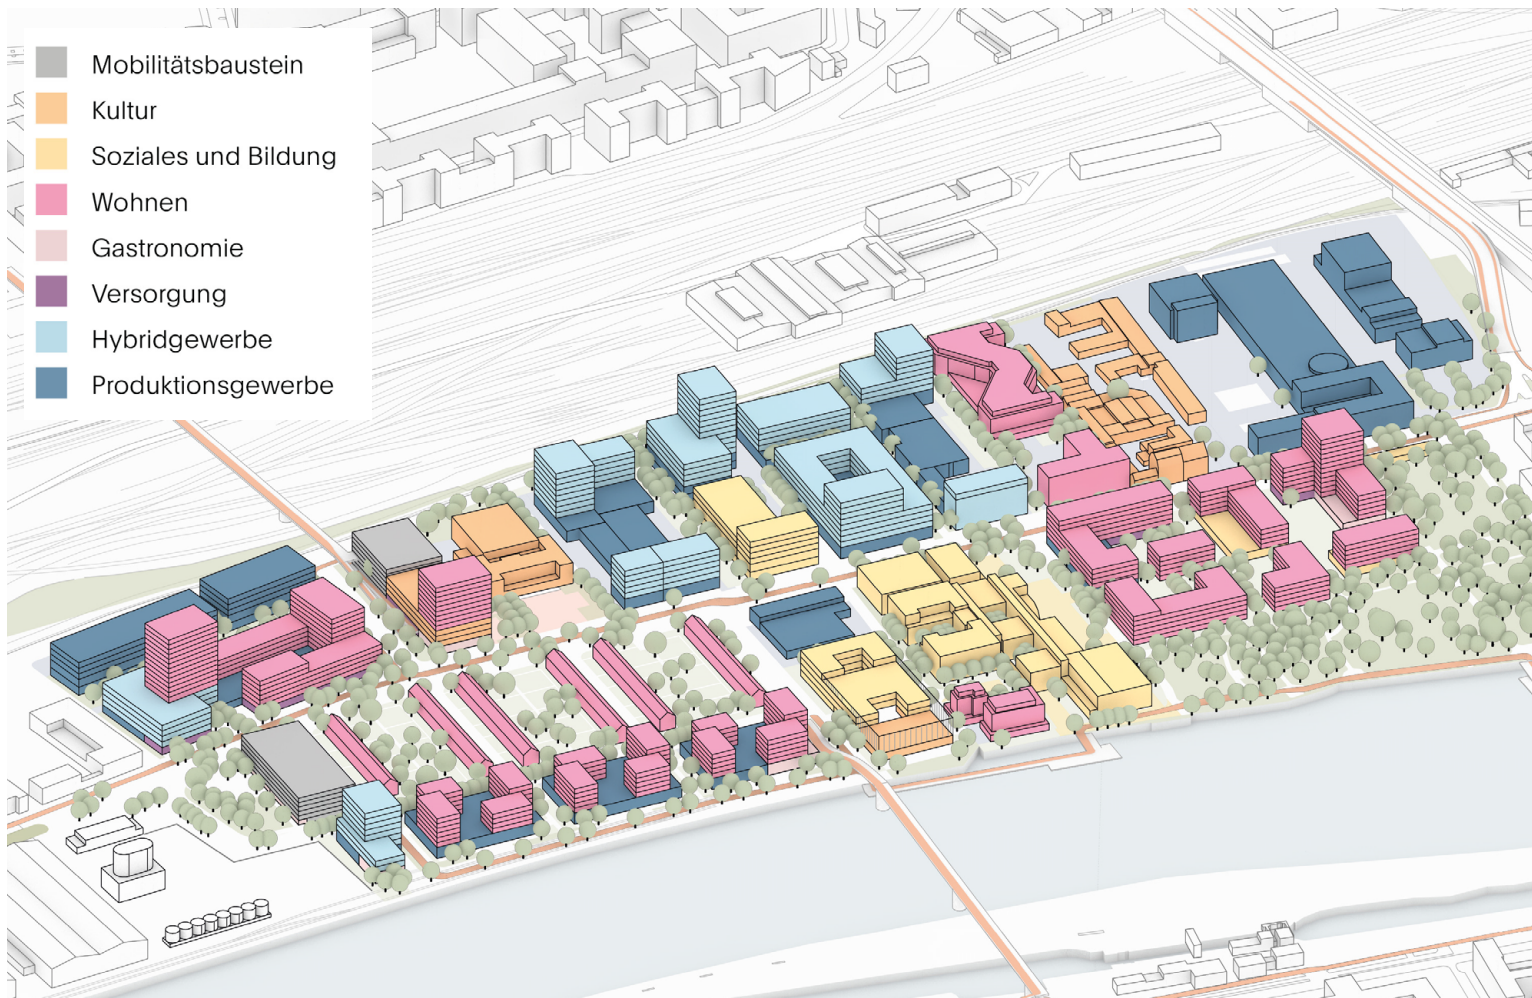 Mobilitätsbaustein
Kultur
Soziales und Bildung
Wohnen
Gastronomie
Versorgung
Hybridgewerbe
Produktionsgewerbe